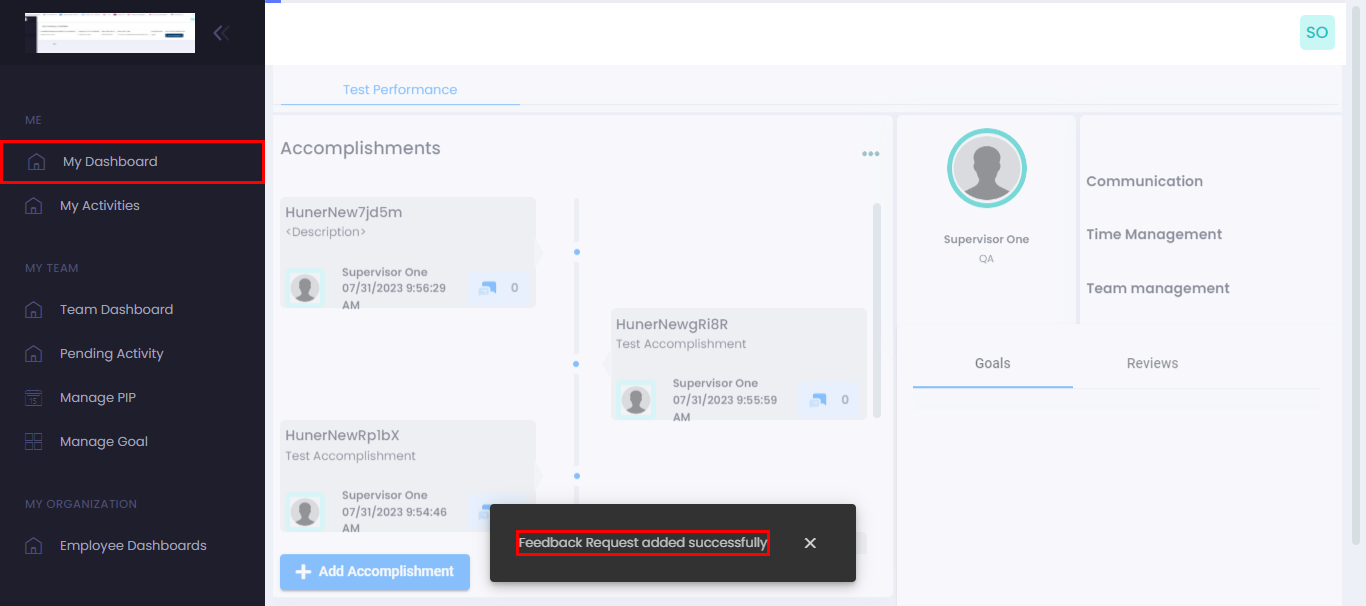 SO
ME
My Dashboard
My Activities
MY TEAM
Team Dashboard
Pending Activity
Manage PIP
15
Manage Goal
MY ORGANIZATION
Employee Dashboards
Test Performance
Accomplishments
HunerNew7jd5m
<Description>
Supervisor One
07/31/2023 9:56:29
AM
0
HunerNewgRi8R
Test Accomplishment
Supervisor One
07/31/2023 9:55:59
AM
0
HunerNewRp1bX
Test Accomplishment
Supervisor One
07/31/2023 9:54:46
AM
Add Accomplishment
Feedback Request added successfully
Supervisor One
QA
Communication
Time Management
Team management
Goals
Reviews